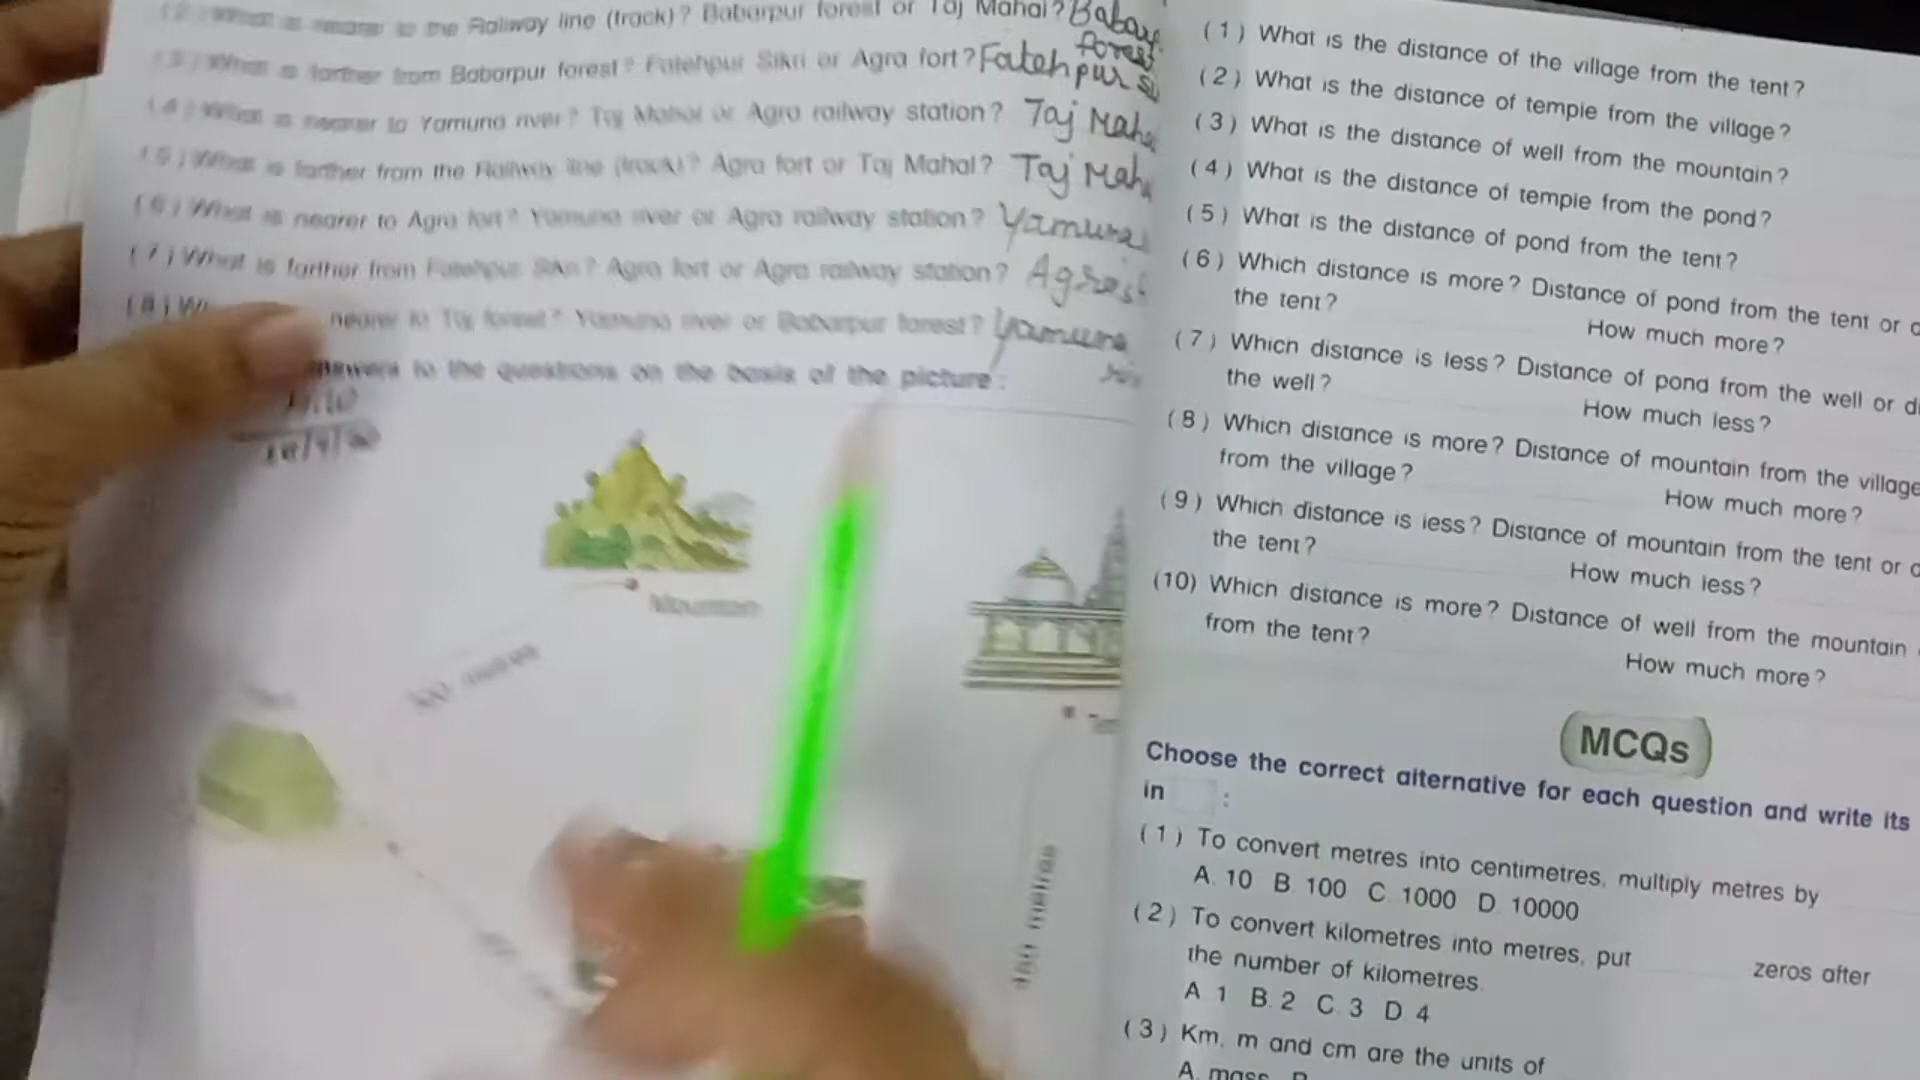 (2) What is nearer to the Railway line (track)? Babarpur forest or Taj Mahal? Babarpur
forest
(3) What is farther from Babarpur forest? Fatehpur Sikri or Agra fort? Fatehpur Si
(4) What is nearer to Yamuna river? Taj Mahal or Agra railway station? Taj Maha
(5) What is farther from the Railway line (track)? Agra fort or Taj Mahal? Taj Maha
(6) What is nearer to Agra fort? Yamuna river or Agra railway station? Yamuna
(7) What is farther from Fatehpur Sikri? Agra fort or Agra railway station?
(8) nearer to Taj forest? Yamuna river or Babarpur forest? Yamuna
answers to the questions on the basis of the picture:
Mountain
metres
metres
(1) What is the distance of the village from the tent?
(2) What is the distance of temple from the village?
(3) What is the distance of well from the mountain?
(4) What is the distance of temple from the pond?
(5) What is the distance of pond from the tent?
(6) Which distance is more? Distance of pond from the tent or
the tent? How much more?
(7) Which distance is less? Distance of pond from the well or
the well? How much less?
(8) Which distance is more? Distance of mountain from the village
from the village? How much more?
(9) Which distance is less? Distance of mountain from the tent or
the tent? How much less?
(10) Which distance is more? Distance of well from the mountain
from the tent? How much more?
MCQs
Choose the correct alternative for each question and write its
in :
(1) To convert metres into centimetres, multiply metres by
A. 10 B. 100 C. 1000 D. 10000
(2) To convert kilometres into metres, put zeros after
the number of kilometres.
A. 1 B. 2 C. 3 D. 4
(3) Km, m and cm are the units of
A. mass